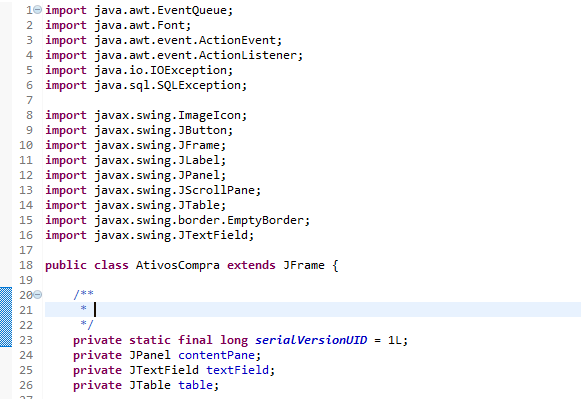 1 import java.awt.EventQueue;
2 import java.awt.Font;
3 import java.awt.event.ActionEvent;
4 import java.awt.event.ActionListener;
5 import java.io.IOException;
6 import java.sql.SQLException;
7
8 import javax.swing.ImageIcon;
9 import javax.swing.JButton;
10 import javax.swing.JFrame;
11 import javax.swing.JLabel;
12 import javax.swing.JPanel;
13 import javax.swing.JScrollPane;
14 import javax.swing.JTable;
15 import javax.swing.border.EmptyBorder;
16 import javax.swing.JTextField;
17
18 public class AtivosCompra extends JFrame {
19
20     /**
21      *
22      */
23     private static final long serialVersionUID = 1L;
24     private JPanel contentPane;
25     private JTextField textField;
26     private JTable table;
27